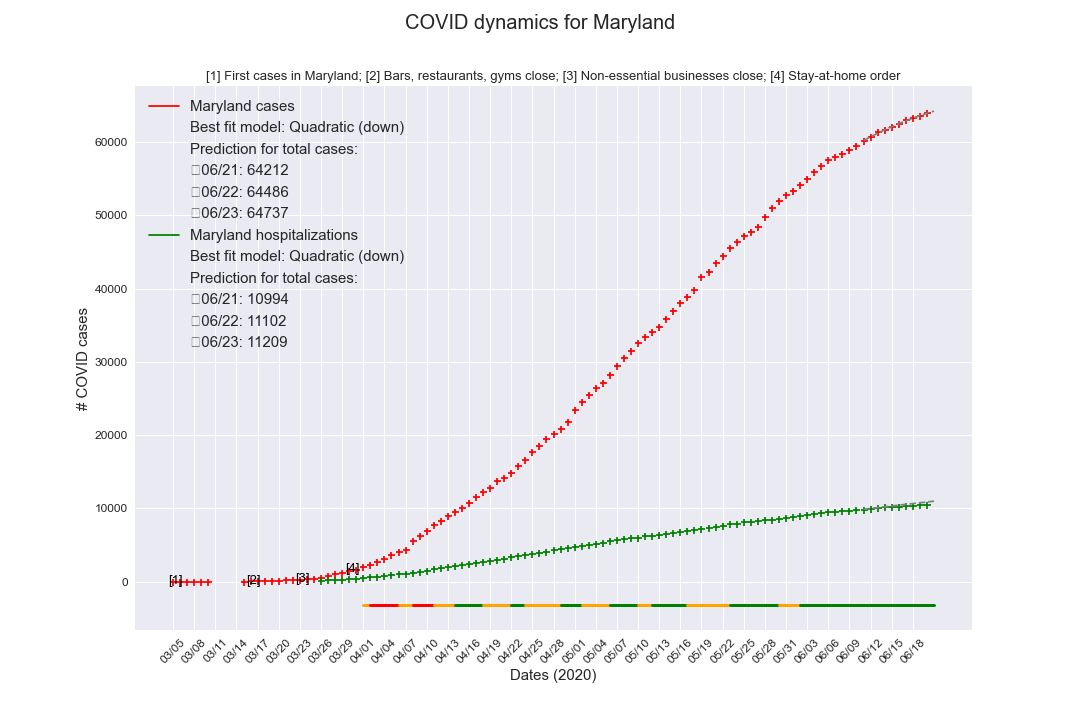 COVID dynamics for Maryland
[1] First cases in Maryland; [2] Bars, restaurants, gyms close; [3] Non-essential businesses close; [4] Stay-at-home order
Maryland cases
Best fit model: Quadratic (down)
Prediction for total cases:
06/21: 64212
06/22: 64486
06/23: 64737
Maryland hospitalizations
Best fit model: Quadratic (down)
Prediction for total cases:
06/21: 10994
06/22: 11102
06/23: 11209
# COVID cases
60000
50000
40000
30000
20000
10000
0
[1]
[2]
[3]
[4]
03/05 03/08 03/11 03/14 03/17 03/20 03/23 03/26 03/29 04/01 04/04 04/07 04/10 04/13 04/16 04/19 04/22 04/25 04/28 05/01 05/04 05/07 05/10 05/13 05/16 05/19 05/22 05/25 05/28 05/31 06/03 06/06 06/09 06/12 06/15 06/18
Dates (2020)